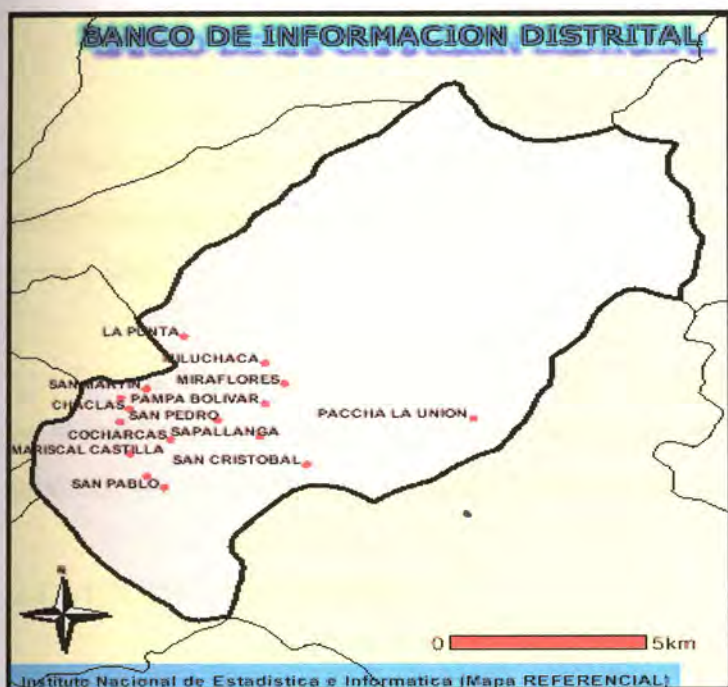 BANCO DE INFORMACION DISTRITAL
LA PUNTA
MIRAFLORES
SAN MARTIN
PAMPA BOLIVAR
CHACLAS
SAN PEDRO
PACCHA LA UNION
COCHARCAS
SAPALLANGA
MARISCAL CASTILLA
SAN CRISTOBAL
SAN PABLO
N
0
5km
Instituto Nacional de Estadistica e Informatica (Mapa REFERENCIAL)